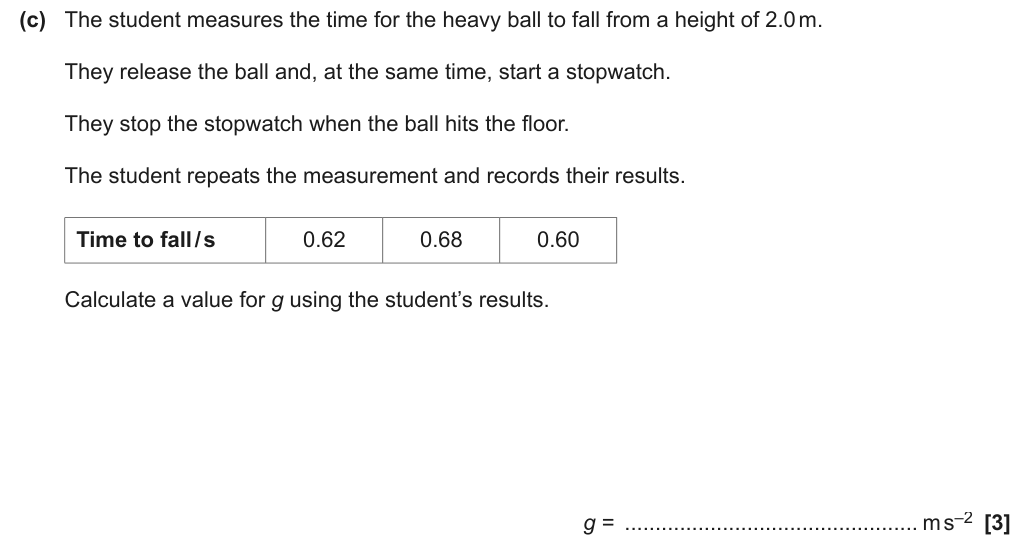 (c) The student measures the time for the heavy ball to fall from a height of 2.0 m.
They release the ball and, at the same time, start a stopwatch.
They stop the stopwatch when the ball hits the floor.
The student repeats the measurement and records their results.
Time to fall / s 0.62 0.68 0.60
Calculate a value for g using the student’s results.
g = ................................................ m s⁻² [3]